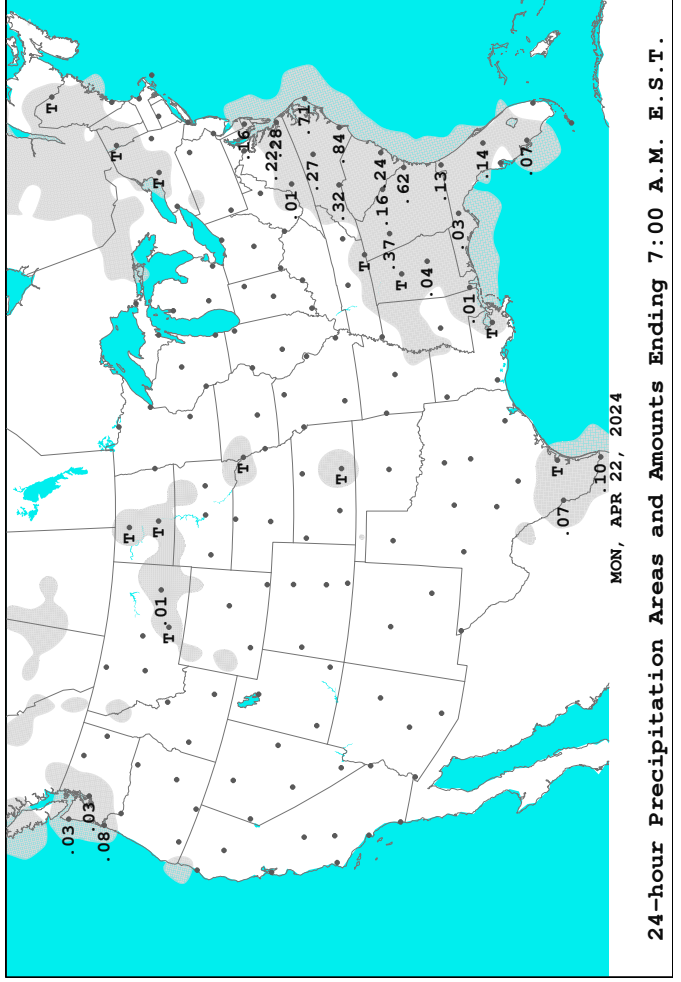 T
.03
.03
.08
T
T
T
T
.01
T
T
.16
.22
.28
.01
.71
.27
.32
.84
T
T
.24
.16
.37
T
.62
.04
.13
.03
.01
.14
T
.07
T
.07
.10
MON, APR 22, 2024
24-hour Precipitation Areas and Amounts Ending 7:00 A.M. E.S.T.